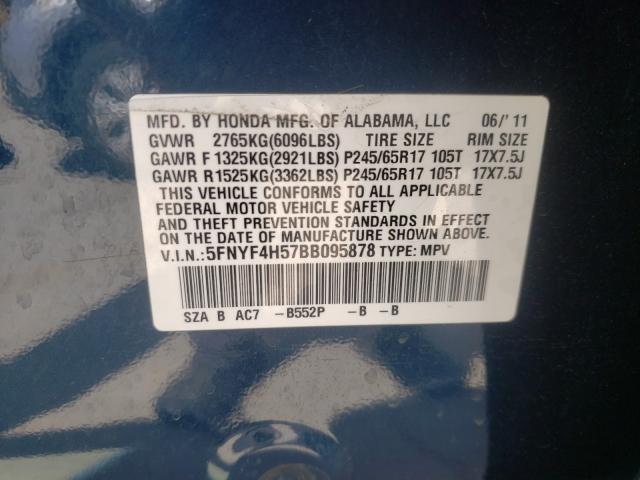 MFD. BY HONDA MFG. OF ALABAMA, LLC 06/'11
GVWR 2765KG(6096LBS) TIRE SIZE RIM SIZE
GAWR F 1325KG(2921LBS) P245/65R17 105T 17X7.5J
GAWR R1525KG(3362LBS) P245/65R17 105T 17X7.5J
THIS VEHICLE CONFORMS TO ALL APPLICABLE
FEDERAL MOTOR VEHICLE SAFETY
AND THEFT PREVENTION STANDARDS IN EFFECT
ON THE DATE OF MANUFACTURE SHOWN ABOVE.
V.I.N.:5FNYF4H57BB095878 TYPE: MPV
SZA B AC7 -B552P -B -B